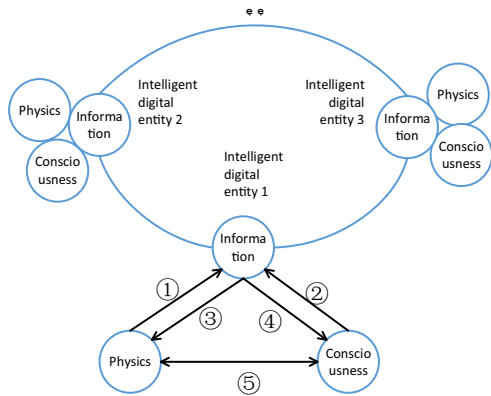 Intelligent
digital
entity 2
Intelligent
digital
entity 3
Physics
Informa
tion
Conscio
usness
Informa
tion
Physics
Conscio
usness
Intelligent
digital
entity 1
Informa
tion
①
②
③
④
Physics
Conscio
usness
⑤